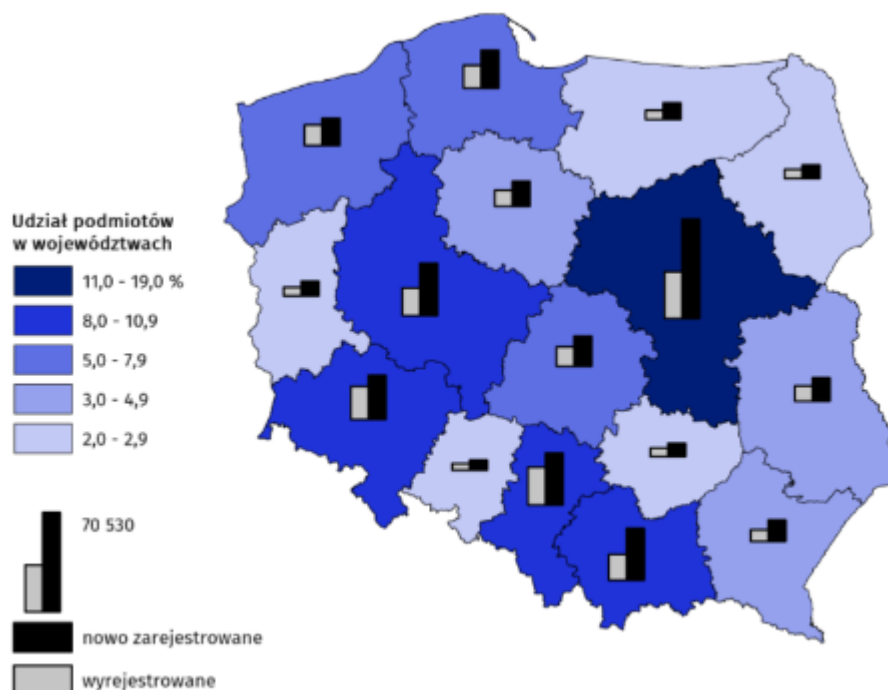 Udział podmiotów
w województwach
11,0 - 19,0 %
8,0 - 10,9
5,0 - 7,9
3,0 - 4,9
2,0 - 2,9
70 530
nowo zarejestrowane
wyrejestrowane